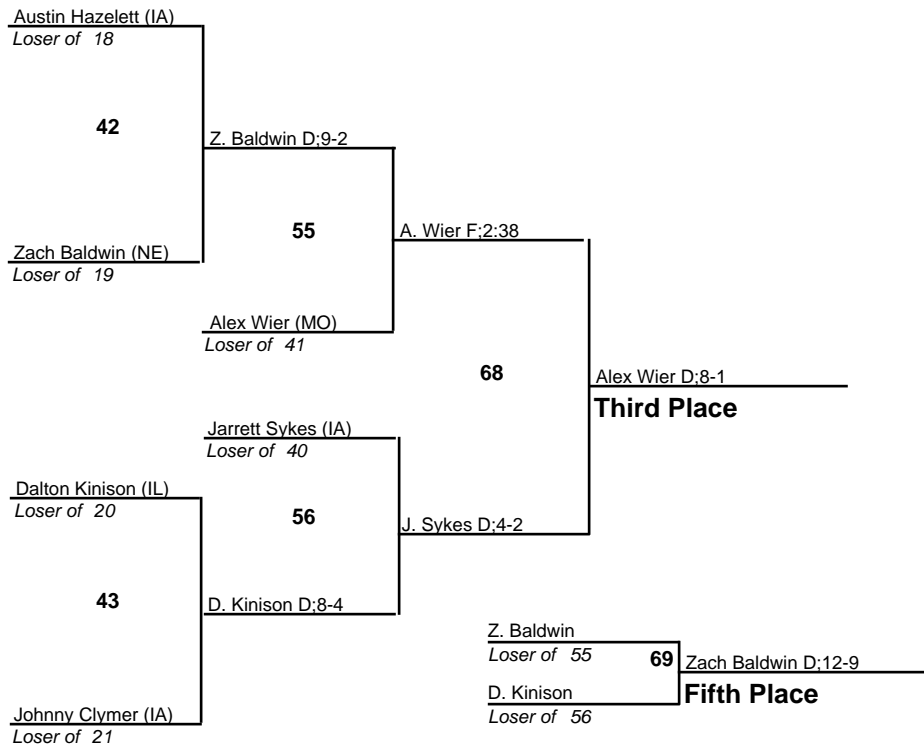 Austin Hazelett (IA)
Loser of 18
42
Z. Baldwin D;9-2
55
A. Wier F;2:38
Zach Baldwin (NE)
Loser of 19
Alex Wier (MO)
Loser of 41
68
Alex Wier D;8-1
Third Place
Jarrett Sykes (IA)
Loser of 40
Dalton Kinison (IL)
Loser of 20
56
J. Sykes D;4-2
43
D. Kinison D;8-4
Z. Baldwin
Loser of 55
69
Zach Baldwin D;12-9
Fifth Place
D. Kinison
Loser of 56
Johnny Clymer (IA)
Loser of 21